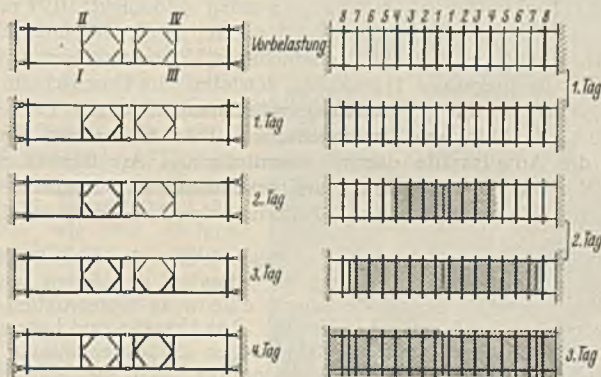 II IV
I III
Vorbelastung
1.Tag
2.Tag
3.Tag
4.Tag
8 7 6 5 4 3 2 1 1 2 3 4 5 6 7 8
1.Tag
2.Tag
3.Tag